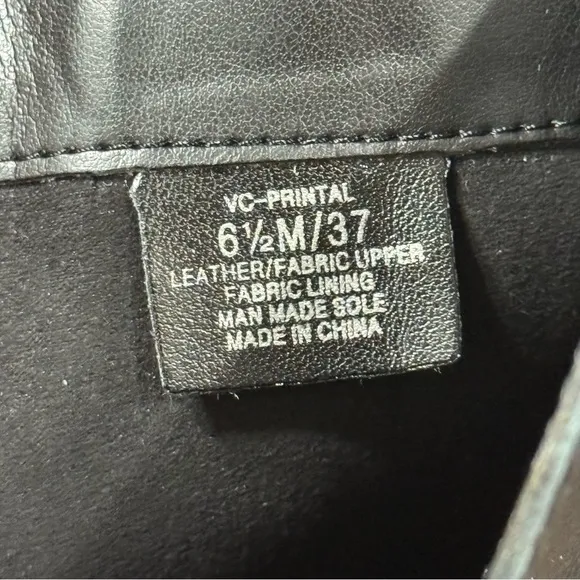 VC-PRINTAL
6½M/37
LEATHER/FABRIC UPPER
FABRIC LINING
MAN MADE SOLE
MADE IN CHINA